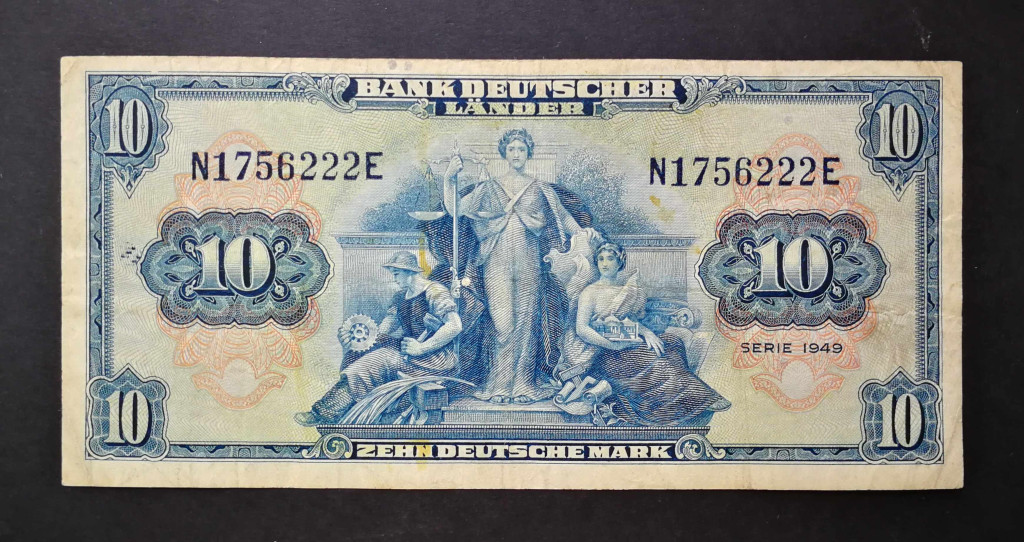 BANK DEUTSCHER
LÄNDER
10 10
N1756222E N1756222E
10 10
SERIE 1949
10 10
ZEHN DEUTSCHE MARK